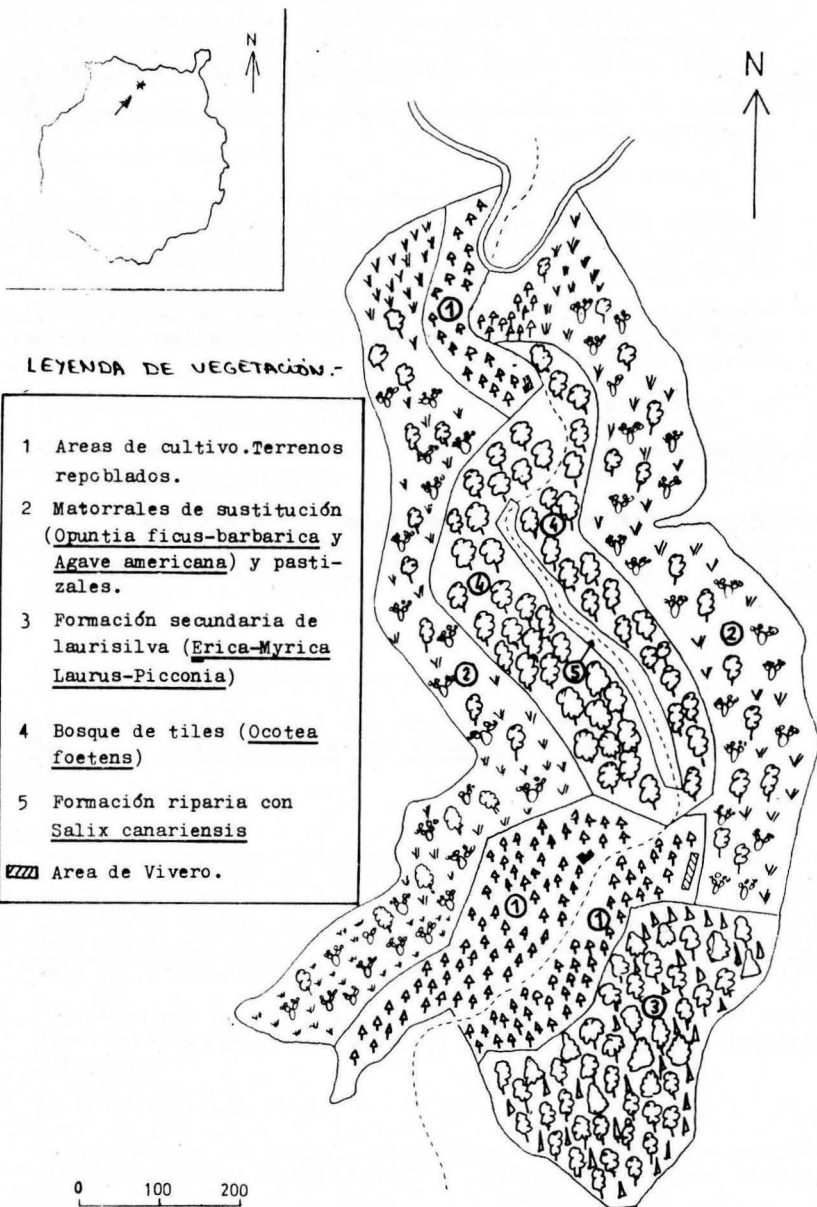 N
N
LEYENDA DE VEGETACIÓN.-
1 Areas de cultivo.Terrenos
repoblados.
2 Matorrales de sustitución
(Opuntia ficus-barbarica y
Agave americana) y pasti-
zales.
3 Formación secundaria de
laurisilva (Erica-Myrica
Laurus-Picconia)
4 Bosque de tiles (Ocotea
foetens)
5 Formación riparia con
Salix canariensis
Area de Vivero.
1
4
4
2
2
5
1
1
3
0 100 200